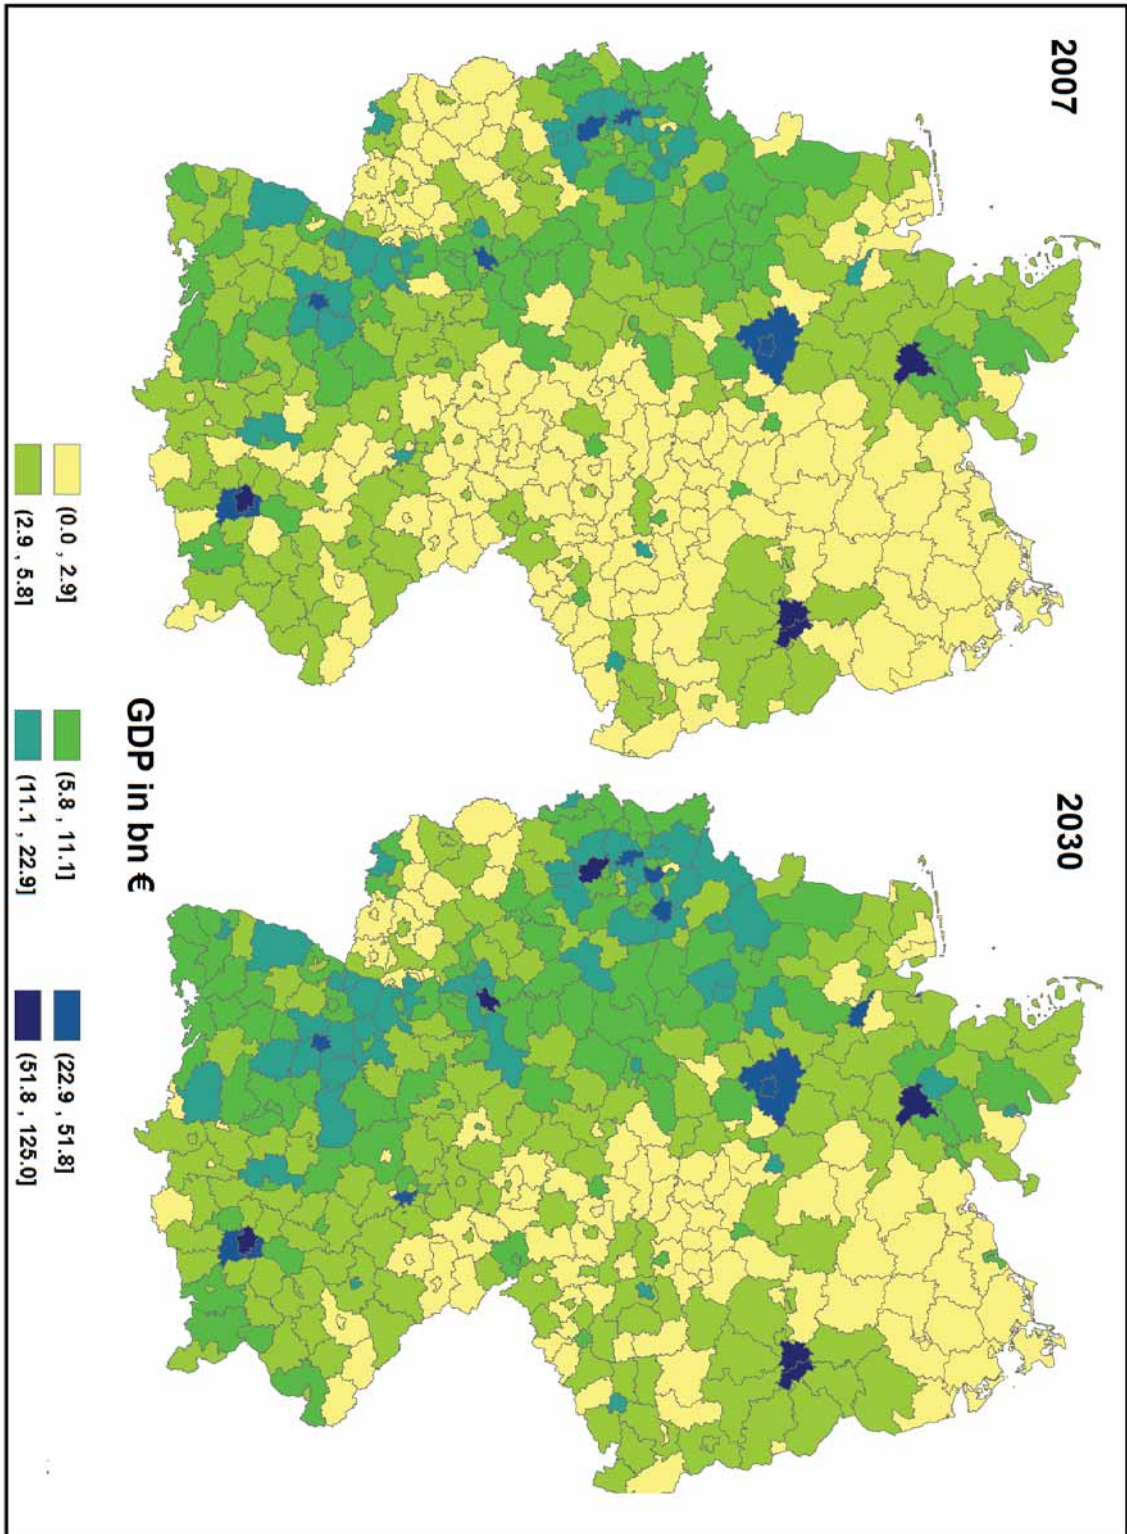 2007
2030
GDP in bn €
(0.0 , 2.9]
(2.9 , 5.8]
(5.8 , 11.1]
(11.1 , 22.9]
(22.9 , 51.8]
(51.8 , 125.0]